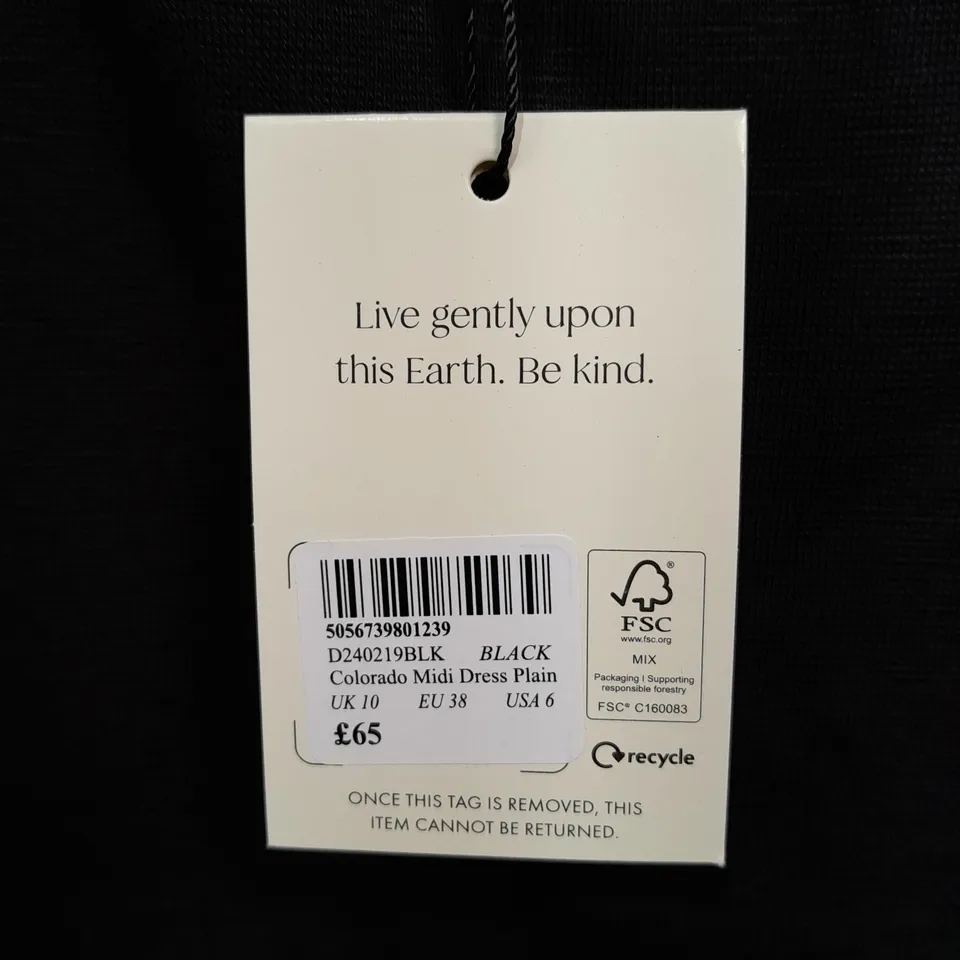 Live gently upon
this Earth. Be kind.
5056739801239
D240219BLK BLACK
Colorado Midi Dress Plain
UK 10 EU 38 USA 6
£65
®
FSC
www.fsc.org
MIX
Packaging | Supporting
responsible forestry
FSC® C160083
recycle
ONCE THIS TAG IS REMOVED, THIS
ITEM CANNOT BE RETURNED.